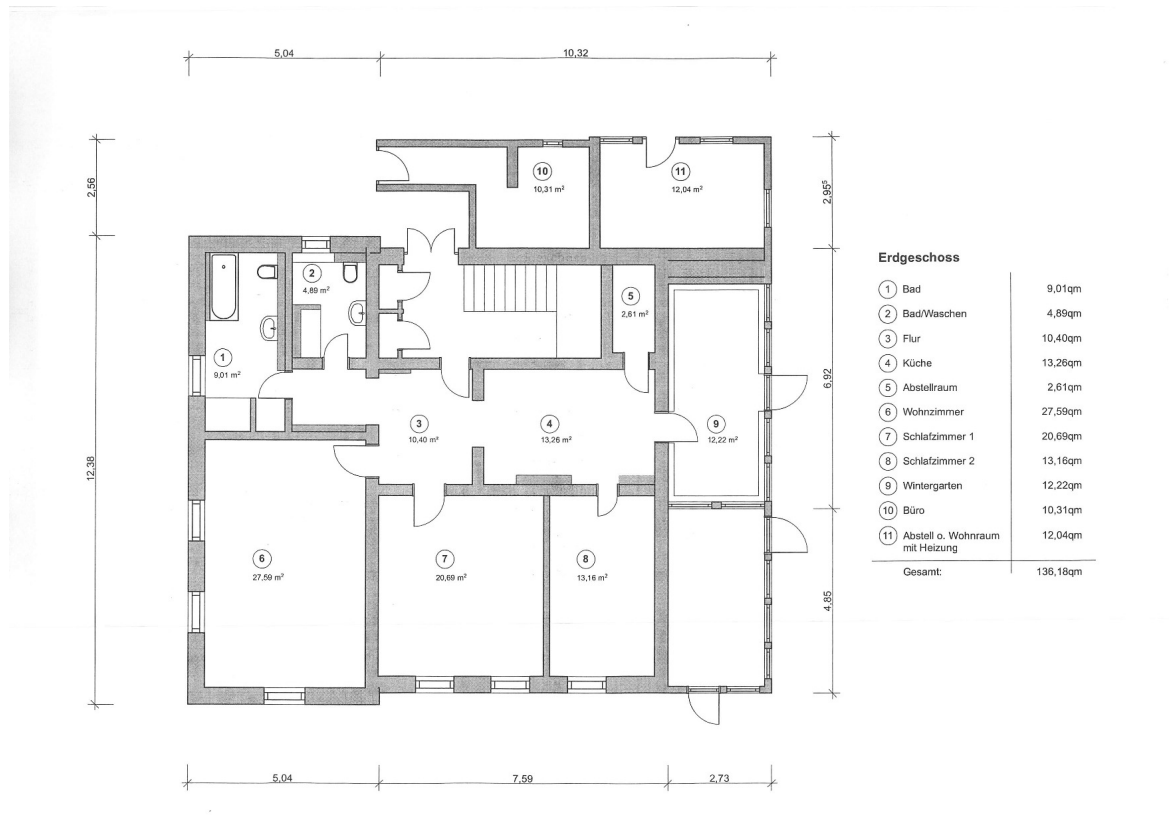 5,04
10,32
2,56
2,95⁵
10
10,31 m²
11
12,04 m²
2
4,89 m²
5
2,61 m²
1
9,01 m²
12,38
6,92
3
10,40 m²
4
13,26 m²
9
12,22 m²
6
27,59 m²
7
20,69 m²
8
13,16 m²
4,85
5,04
7,59
2,73
Erdgeschoss
1 Bad 9,01qm
2 Bad/Waschen 4,89qm
3 Flur 10,40qm
4 Küche 13,26qm
5 Abstellraum 2,61qm
6 Wohnzimmer 27,59qm
7 Schlafzimmer 1 20,69qm
8 Schlafzimmer 2 13,16qm
9 Wintergarten 12,22qm
10 Büro 10,31qm
11 Abstell o. Wohnraum 12,04qm
mit Heizung
Gesamt: 136,18qm